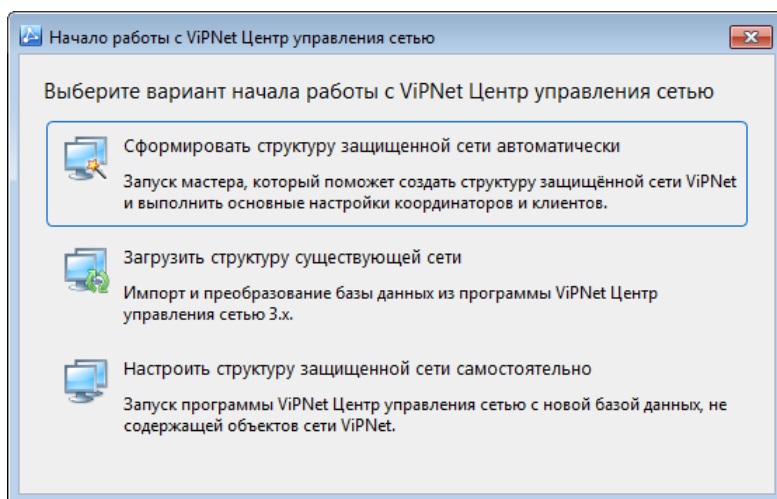 Начало работы с ViPNet Центр управления сетью
Выберите вариант начала работы с ViPNet Центр управления сетью
Сформировать структуру защищенной сети автоматически
Запуск мастера, который поможет создать структуру защищённой сети ViPNet
и выполнить основные настройки координаторов и клиентов.
Загрузить структуру существующей сети
Импорт и преобразование базы данных из программы ViPNet Центр
управления сетью 3.x.
Настроить структуру защищенной сети самостоятельно
Запуск программы ViPNet Центр управления сетью с новой базой данных, не
содержащей объектов сети ViPNet.